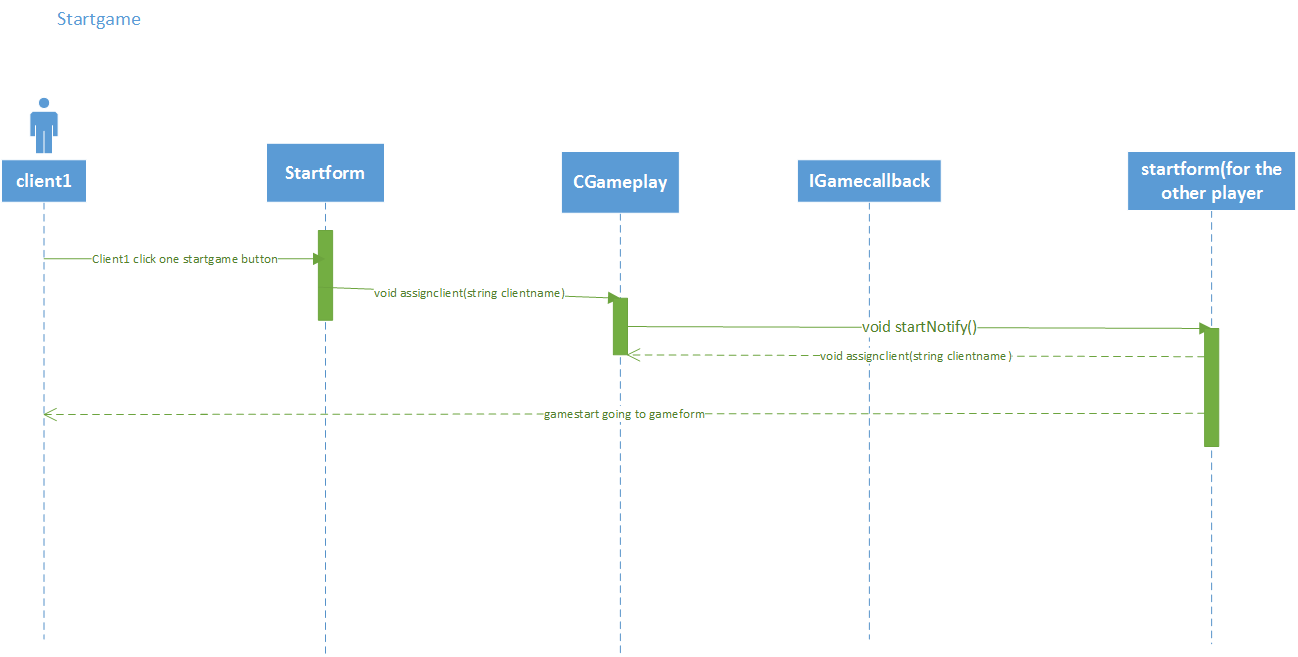 Startgame
client1
Startform
CGameplay
IGamecallback
startform(for the
other player
Client1 click one startgame button
void assignclient(string clientname)
void startNotify()
void assignclient(string clientname)
gamestart going to gameform